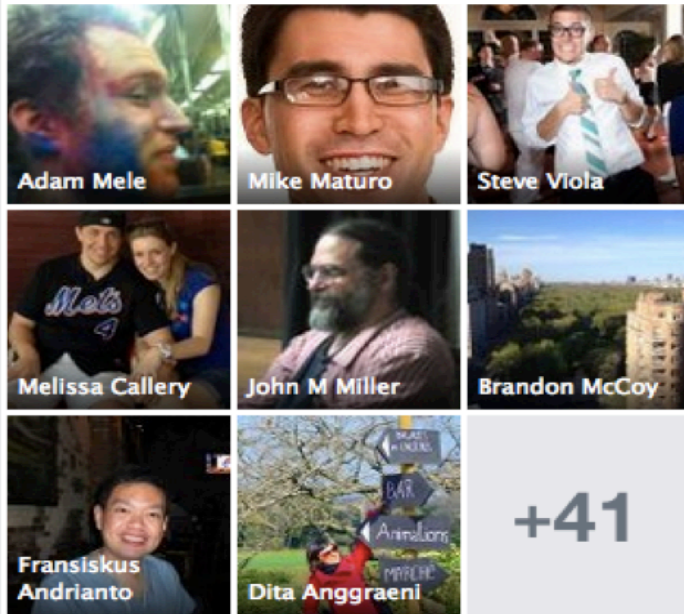 Adam Mele
Mike Maturo
Steve Viola
Mets
4
Melissa Callery
John M Miller
Brandon McCoy
Fransiskus
Andrianto
BAR
Animations
MARCHE
Dita Anggraeni
+41